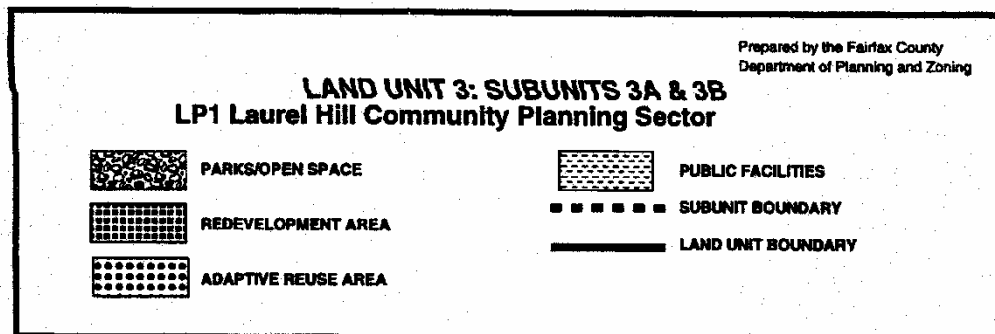 Prepared by the Fairfax County
Department of Planning and Zoning
LAND UNIT 3: SUBUNITS 3A & 3B
LP1 Laurel Hill Community Planning Sector
PARKS/OPEN SPACE
REDEVELOPMENT AREA
ADAPTIVE REUSE AREA
PUBLIC FACILITIES
SUBUNIT BOUNDARY
LAND UNIT BOUNDARY